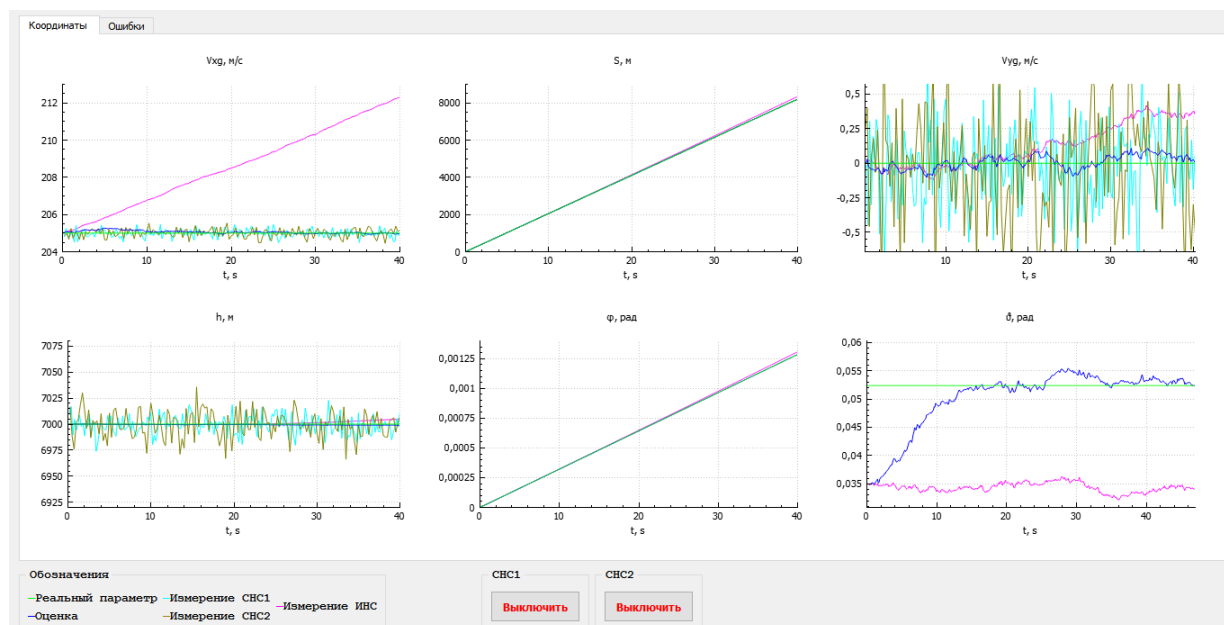 Координаты Ошибки
Vxg, м/с
212
210
208
206
204
0 10 20 30 40
t, s
S, м
8000
6000
4000
2000
0
0 10 20 30 40
t, s
Vyg, м/с
0,5
0,25
0
-0,25
-0,5
0 10 20 30 40
t, s
h, м
7075
7050
7025
7000
6975
6950
6925
0 10 20 30 40
t, s
φ, рад
0,00125
0,001
0,00075
0,0005
0,00025
0
0 10 20 30 40
t, s
ϑ, рад
0,06
0,055
0,05
0,045
0,04
0,035
0 10 20 30 40
t, s
Обозначения
Реальный параметр Измерение СНС1 Измерение ИНС
Оценка Измерение СНС2
СНС1 СНС2
Выключить Выключить